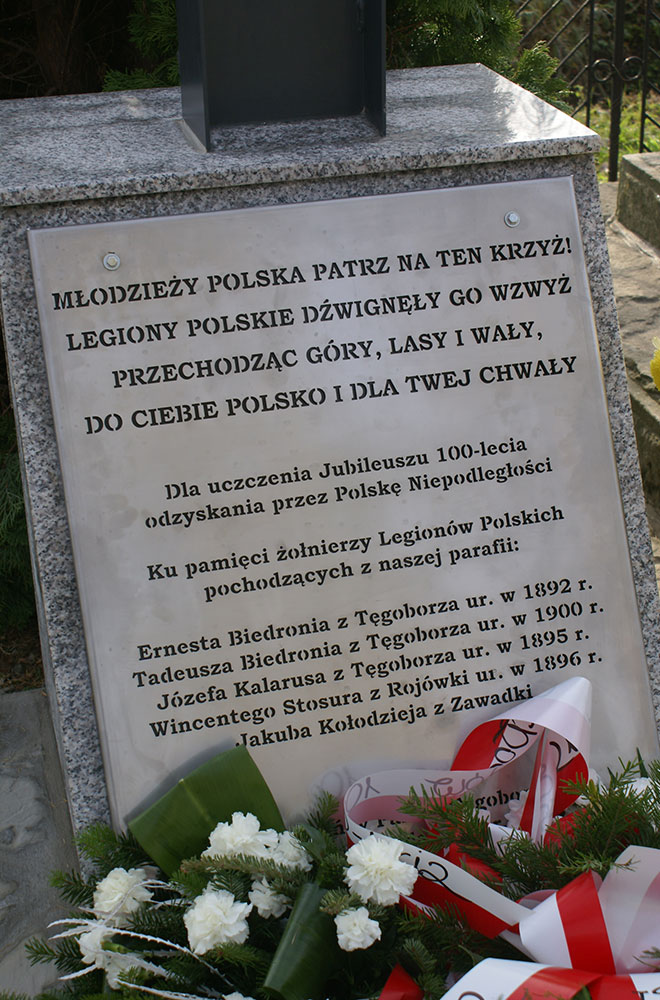 MŁODZIEŻY POLSKA PATRZ NA TEN KRZYŻ!
LEGIONY POLSKIE DŹWIGNĘŁY GO WZWYŻ
PRZECHODZĄC GÓRY, LASY I WAŁY,
DO CIEBIE POLSKO I DLA TWEJ CHWAŁY
Dla uczczenia Jubileuszu 100-lecia
odzyskania przez Polskę Niepodległości
Ku pamięci żołnierzy Legionów Polskich
pochodzących z naszej parafii:
Ernesta Biedronia z Tęgoborza ur. w 1892 r.
Tadeusza Biedronia z Tęgoborza ur. w 1900 r.
Józefa Kalarusa z Tęgoborza ur. w 1895 r.
Wincentego Stosura z Rojówki ur. w 1896 r.
Jakuba Kołodzieja z Zawadki